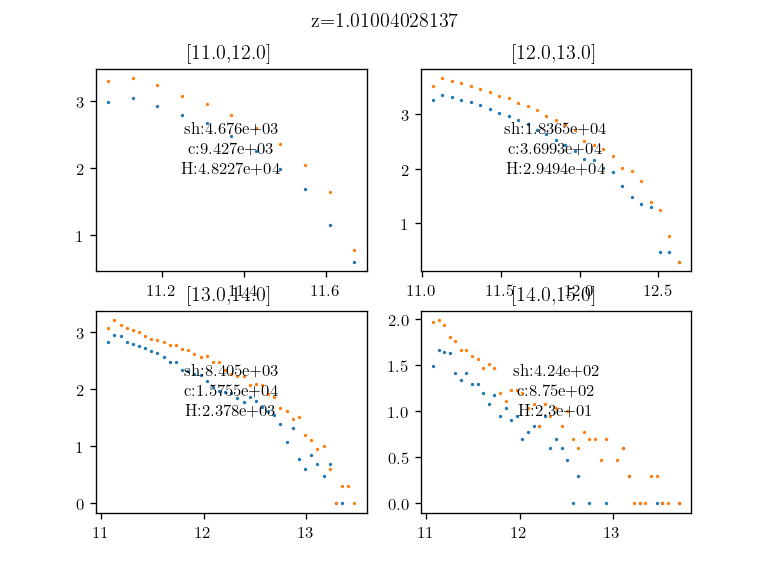 z=1.01004028137
[11.0,12.0]
3
2
1
sh:4.676e+03
c:9.427e+03
H:4.8227e+04
11.2
11.4
11.6
[12.0,13.0]
3
2
1
sh:1.8365e+04
c:3.6993e+04
H:2.9494e+04
11.0
11.5
12.0
12.5
[13.0,14.0]
3
2
1
0
sh:8.405e+03
c:1.5755e+04
H:2.378e+03
11
12
13
[14.0,15.0]
2.0
1.5
1.0
0.5
0.0
sh:4.24e+02
c:8.75e+02
H:2.3e+01
11
12
13